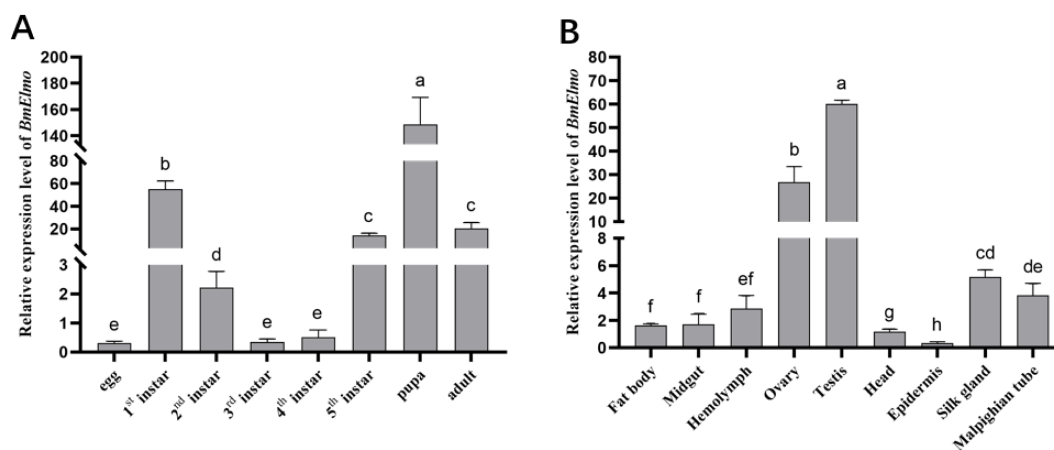 A
Relative expression level of BmElmo
200
180
160
140
80
60
40
20
3
2
1
0
e
b
d
e
e
c
a
c
egg
1st instar
2nd instar
3rd instar
4th instar
5th instar
pupa
adult
B
Relative expression level of BmElmo
80
70
60
50
40
30
20
10
8
6
4
2
0
f
f
ef
b
a
g
h
cd
de
Fat body
Midgut
Hemolymph
Ovary
Testis
Head
Epidermis
Silk gland
Malpighian tube